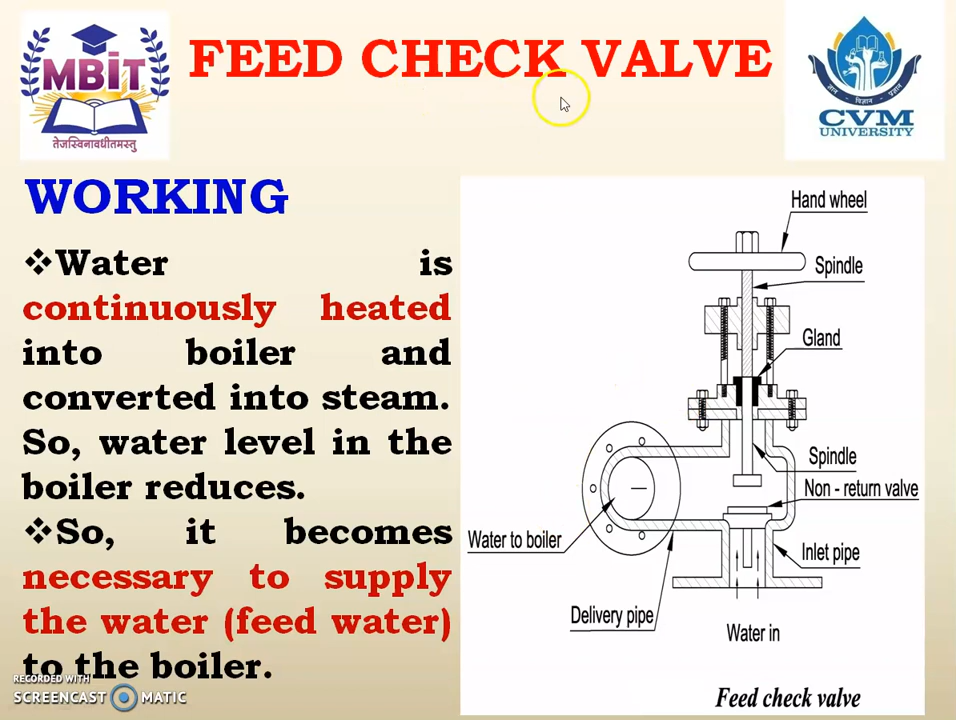 MBiT
तेजस्विनावधीतमस्तु
FEED CHECK VALVE
ज्ञान - विज्ञान - प्रज्ञान
CVM
UNIVERSITY
WORKING
❖Water is
continuously heated
into boiler and
converted into steam.
So, water level in the
boiler reduces.
❖So, it becomes
necessary to supply
the water (feed water)
to the boiler.
Hand wheel
Spindle
Gland
Spindle
Non - return valve
Water to boiler
Inlet pipe
Delivery pipe
Water in
Feed check valve
RECORDED WITH
SCREENCAST MATIC